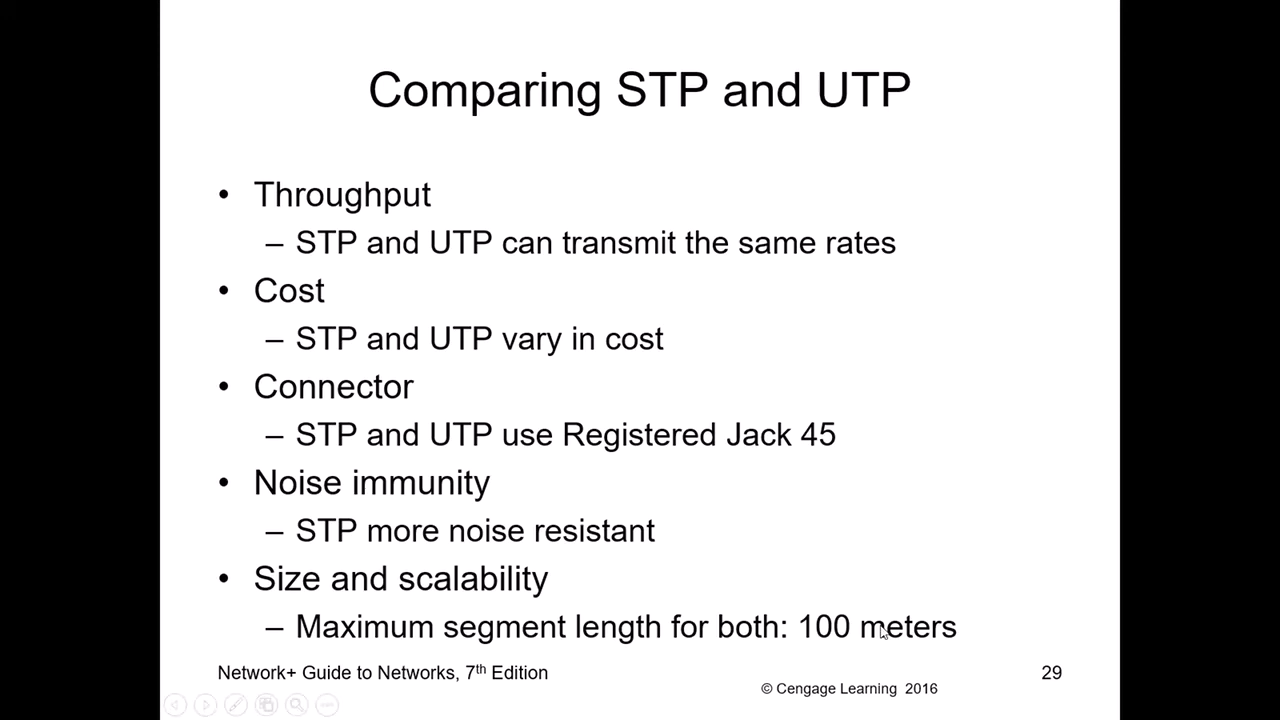 Comparing STP and UTP
• Throughput
– STP and UTP can transmit the same rates
• Cost
– STP and UTP vary in cost
• Connector
– STP and UTP use Registered Jack 45
• Noise immunity
– STP more noise resistant
• Size and scalability
– Maximum segment length for both: 100 meters
Network+ Guide to Networks, 7th Edition
© Cengage Learning 2016
29